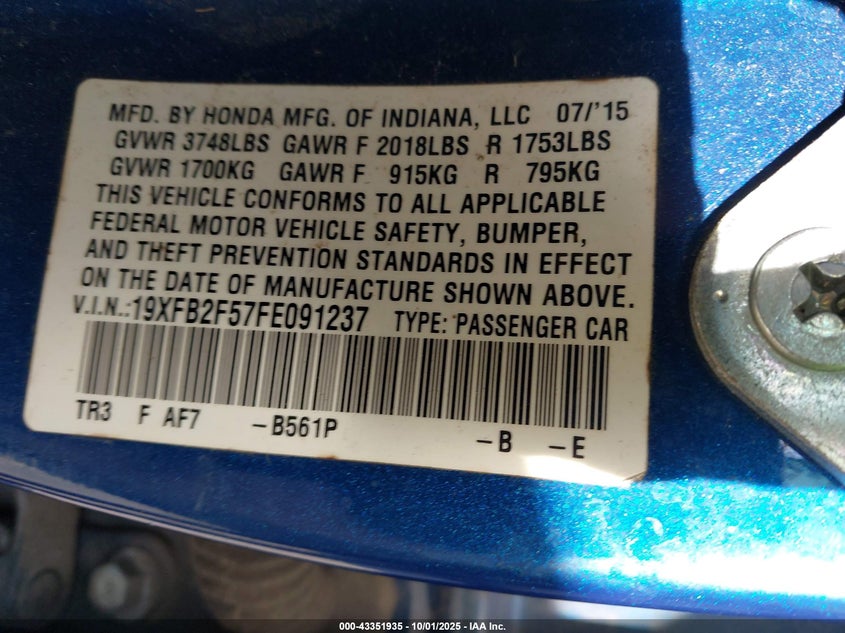 MFD. BY HONDA MFG. OF INDIANA, LLC 07/'15
GVWR 3748LBS GAWR F 2018LBS R 1753LBS
GVWR 1700KG GAWR F 915KG R 795KG
THIS VEHICLE CONFORMS TO ALL APPLICABLE
FEDERAL MOTOR VEHICLE SAFETY, BUMPER,
AND THEFT PREVENTION STANDARDS IN EFFECT
ON THE DATE OF MANUFACTURE SHOWN ABOVE.
V.I.N.:19XFB2F57FE091237 TYPE: PASSENGER CAR
TR3 F AF7 -B561P -B -E
000-43351935 - 10/01/2025 - IAA Inc.